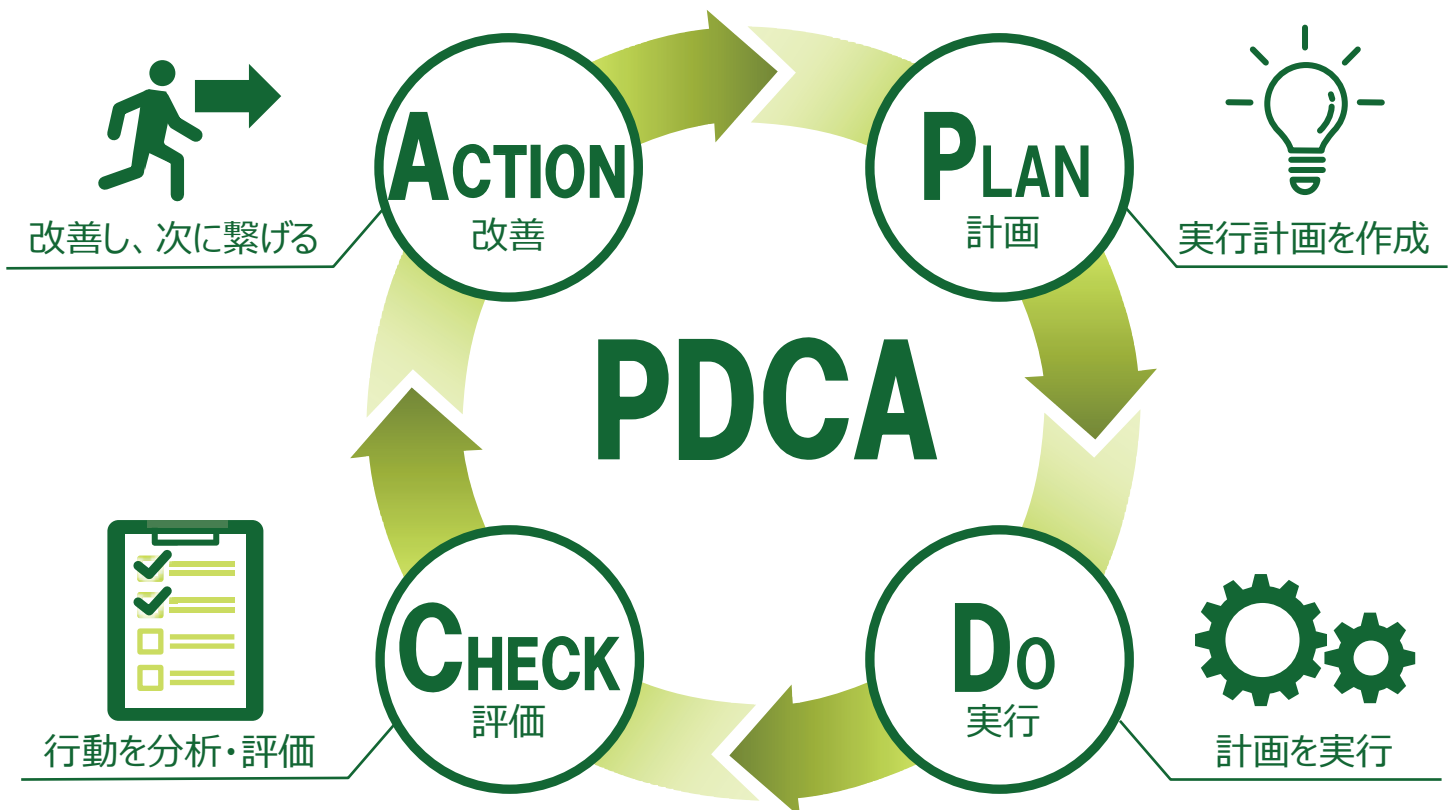 ACTION
改善
改善し、次に繋げる
PLAN
計画
実行計画を作成
PDCA
CHECK
評価
行動を分析・評価
DO
実行
計画を実行